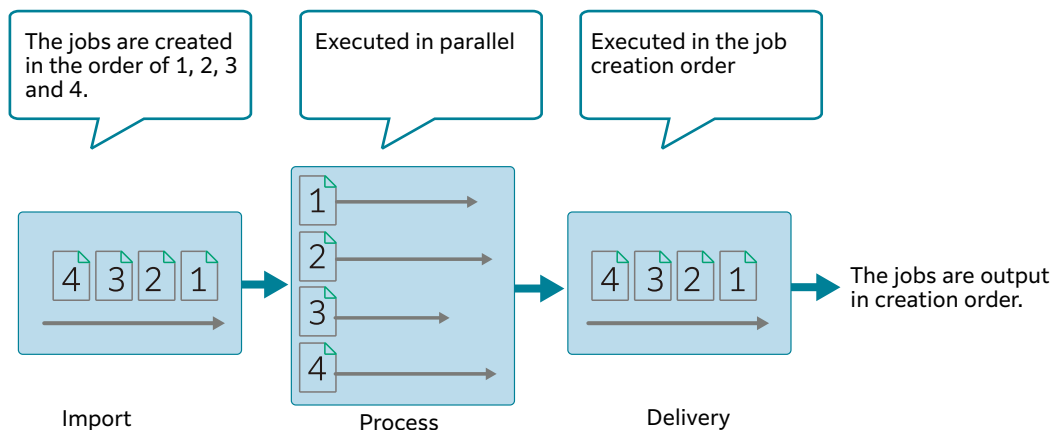 The jobs are created
in the order of 1, 2, 3
and 4.
Executed in parallel
Executed in the job
creation order
4 3 2 1
1
2
3
4
4 3 2 1
The jobs are output
in creation order.
Import
Process
Delivery